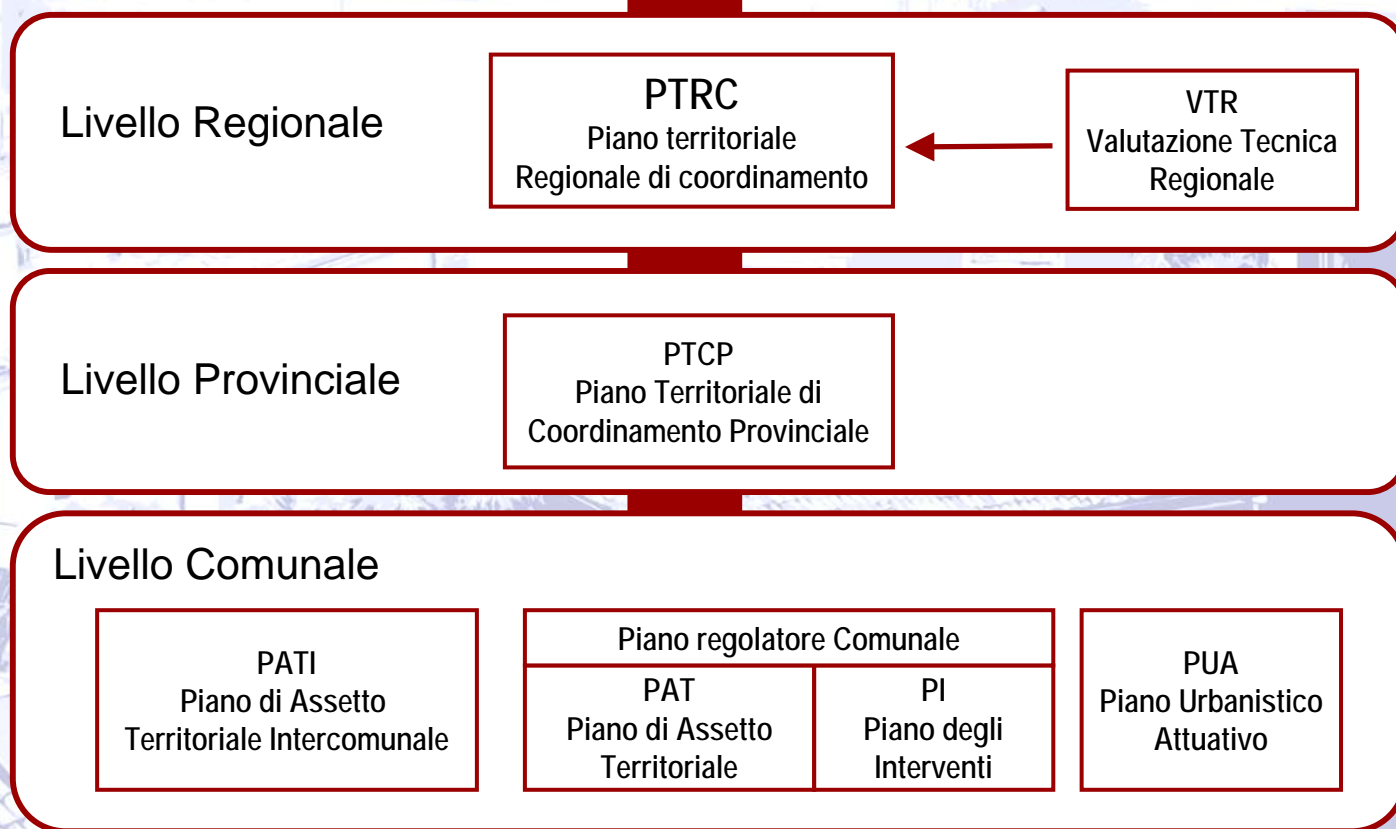 Livello Regionale
PTRC
Piano territoriale
Regionale di coordinamento
VTR
Valutazione Tecnica
Regionale
Livello Provinciale
PTCP
Piano Territoriale di
Coordinamento Provinciale
Livello Comunale
PATI
Piano di Assetto
Territoriale Intercomunale
Piano regolatore Comunale
PAT
Piano di Assetto
Territoriale
PI
Piano degli
Interventi
PUA
Piano Urbanistico
Attuativo